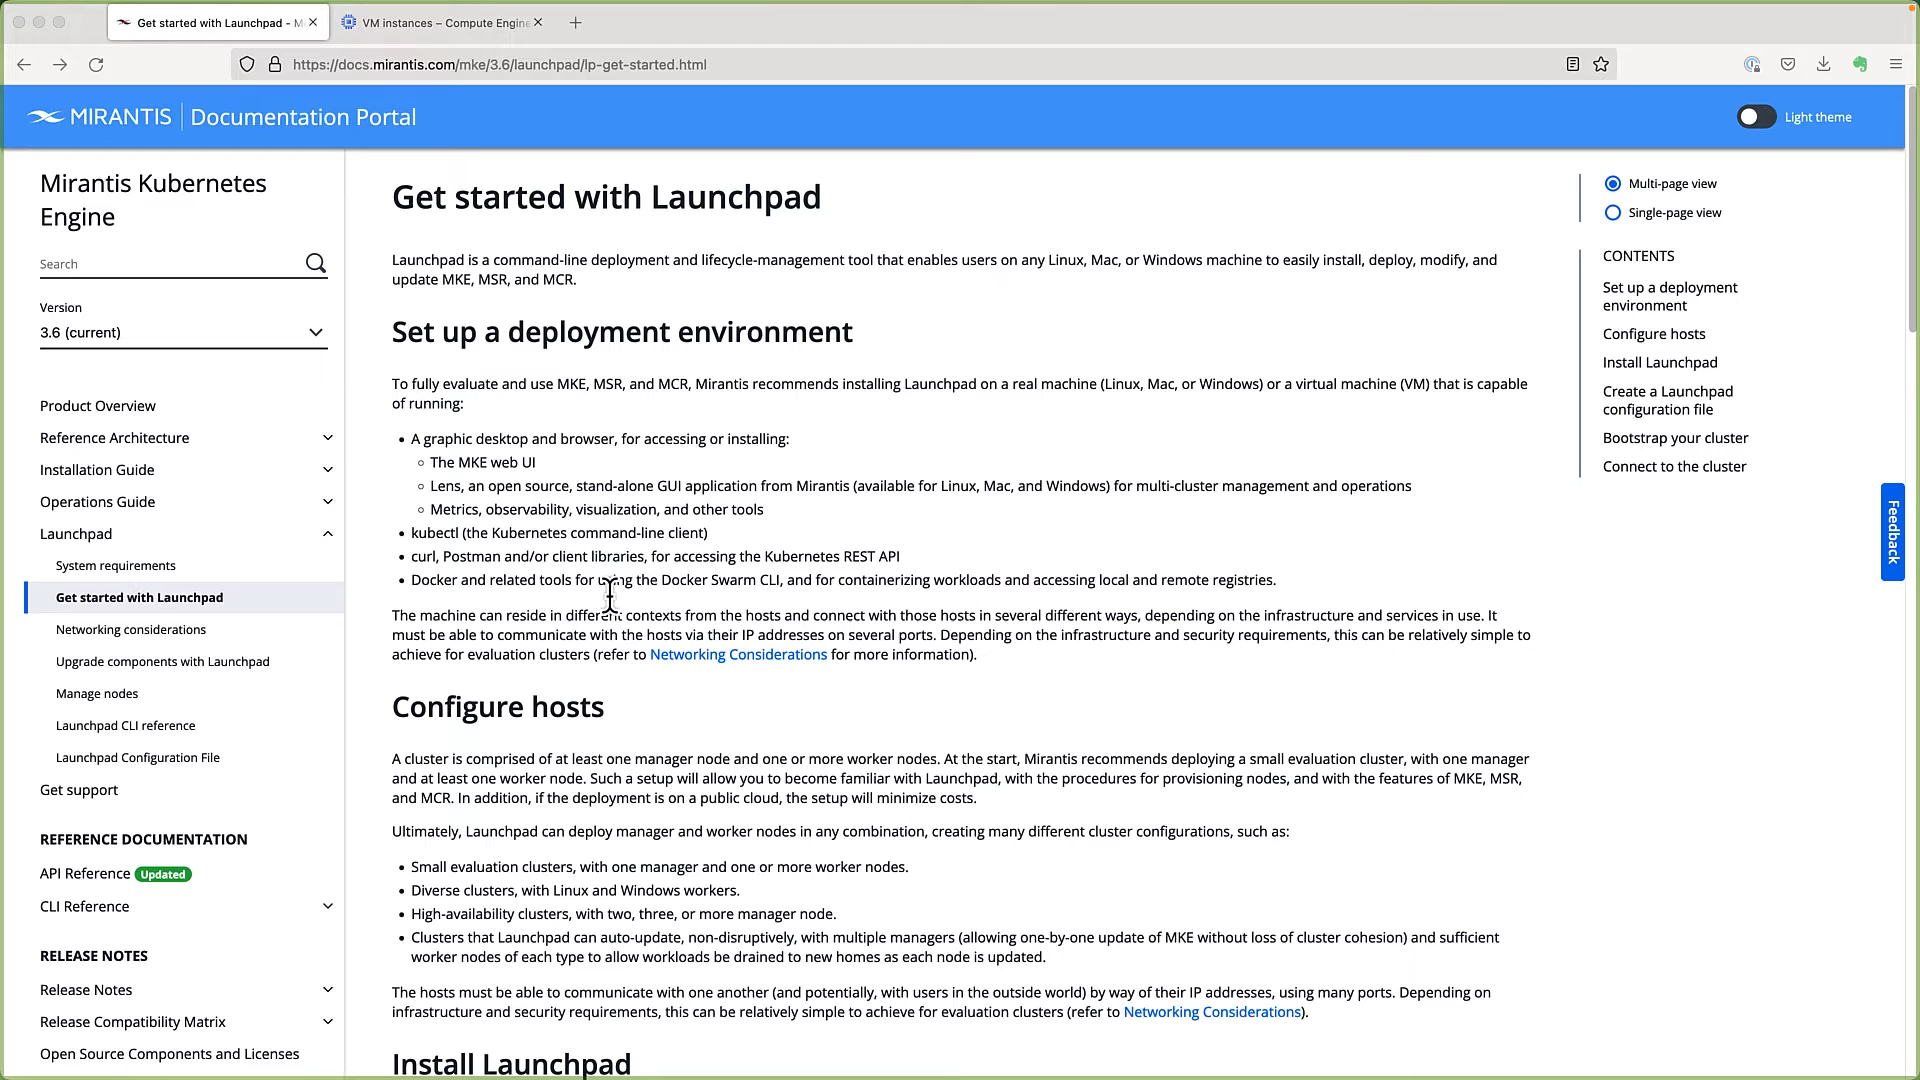 Get started with Launchpad - M
VM instances – Compute Engine
https://docs.mirantis.com/mke/3.6/launchpad/lp-get-started.html
MIRANTIS
Documentation Portal
Light theme
Mirantis Kubernetes
Engine
Search
Version
3.6 (current)
Product Overview
Reference Architecture
Installation Guide
Operations Guide
Launchpad
System requirements
Get started with Launchpad
Networking considerations
Upgrade components with Launchpad
Manage nodes
Launchpad CLI reference
Launchpad Configuration File
Get support
REFERENCE DOCUMENTATION
API Reference Updated
CLI Reference
RELEASE NOTES
Release Notes
Release Compatibility Matrix
Open Source Components and Licenses
Get started with Launchpad
Launchpad is a command-line deployment and lifecycle-management tool that enables users on any Linux, Mac, or Windows machine to easily install, deploy, modify, and
update MKE, MSR, and MCR.
Set up a deployment environment
To fully evaluate and use MKE, MSR, and MCR, Mirantis recommends installing Launchpad on a real machine (Linux, Mac, or Windows) or a virtual machine (VM) that is capable
of running:
• A graphic desktop and browser, for accessing or installing:
○ The MKE web UI
○ Lens, an open source, stand-alone GUI application from Mirantis (available for Linux, Mac, and Windows) for multi-cluster management and operations
○ Metrics, observability, visualization, and other tools
• kubectl (the Kubernetes command-line client)
• curl, Postman and/or client libraries, for accessing the Kubernetes REST API
• Docker and related tools for using the Docker Swarm CLI, and for containerizing workloads and accessing local and remote registries.
The machine can reside in different contexts from the hosts and connect with those hosts in several different ways, depending on the infrastructure and services in use. It
must be able to communicate with the hosts via their IP addresses on several ports. Depending on the infrastructure and security requirements, this can be relatively simple to
achieve for evaluation clusters (refer to Networking Considerations for more information).
Configure hosts
A cluster is comprised of at least one manager node and one or more worker nodes. At the start, Mirantis recommends deploying a small evaluation cluster, with one manager
and at least one worker node. Such a setup will allow you to become familiar with Launchpad, with the procedures for provisioning nodes, and with the features of MKE, MSR,
and MCR. In addition, if the deployment is on a public cloud, the setup will minimize costs.
Ultimately, Launchpad can deploy manager and worker nodes in any combination, creating many different cluster configurations, such as:
• Small evaluation clusters, with one manager and one or more worker nodes.
• Diverse clusters, with Linux and Windows workers.
• High-availability clusters, with two, three, or more manager node.
• Clusters that Launchpad can auto-update, non-disruptively, with multiple managers (allowing one-by-one update of MKE without loss of cluster cohesion) and sufficient
worker nodes of each type to allow workloads be drained to new homes as each node is updated.
The hosts must be able to communicate with one another (and potentially, with users in the outside world) by way of their IP addresses, using many ports. Depending on
infrastructure and security requirements, this can be relatively simple to achieve for evaluation clusters (refer to Networking Considerations).
Install Launchpad
Multi-page view
Single-page view
CONTENTS
Set up a deployment
environment
Configure hosts
Install Launchpad
Create a Launchpad
configuration file
Bootstrap your cluster
Connect to the cluster
Feedback